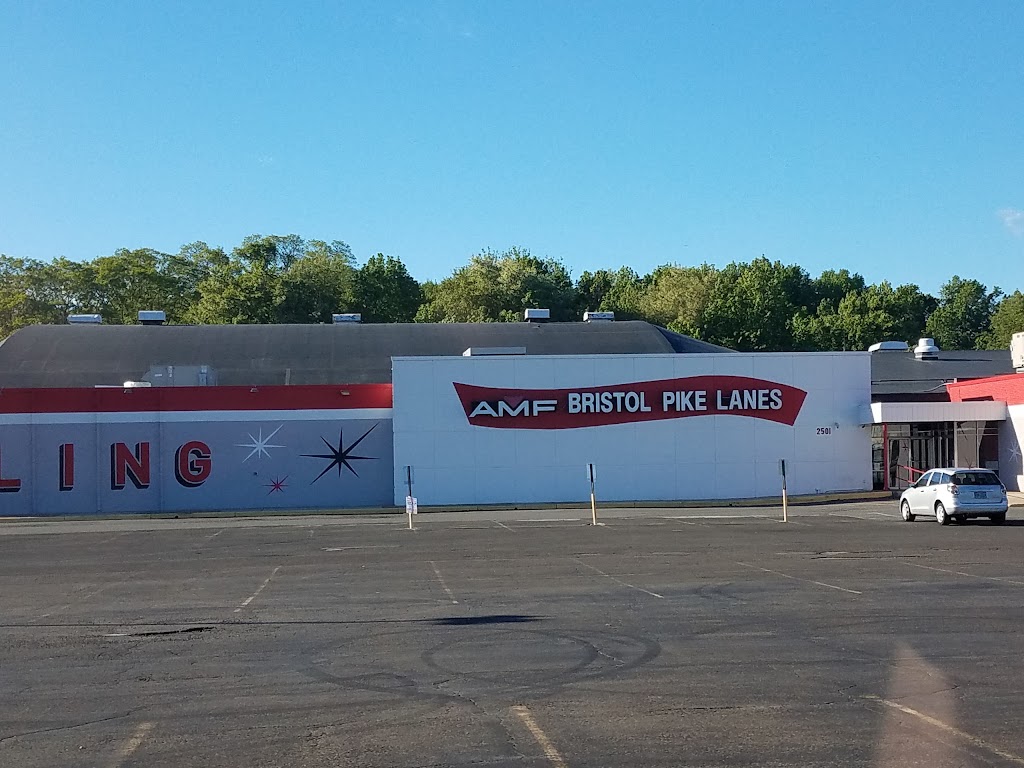 LING
AMF BRISTOL PIKE LANES
2501